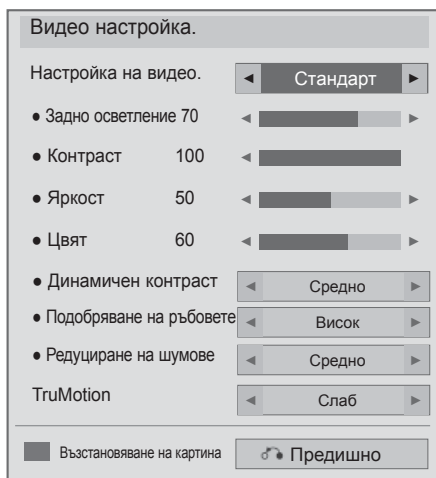 Видео настройка.
Настройка на видео. ◄ Стандарт ►
● Задно осветление 70 ◄ ►
● Контраст 100 ◄
● Яркост 50 ◄ ►
● Цвят 60 ◄ ►
● Динамичен контраст ◄ Средно ►
● Подобряване на ръбовете ◄ Висок ►
● Редуциране на шумове ◄ Средно ►
TruMotion ◄ Слаб ►
Възстановяване на картина Предишно